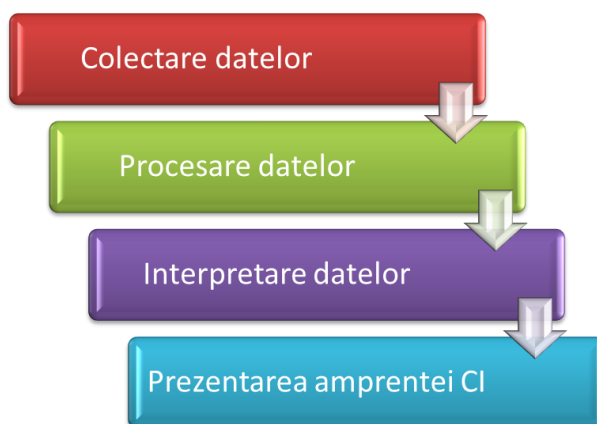 Colectare datelor
Procesare datelor
Interpretare datelor
Prezentarea amprentei CI